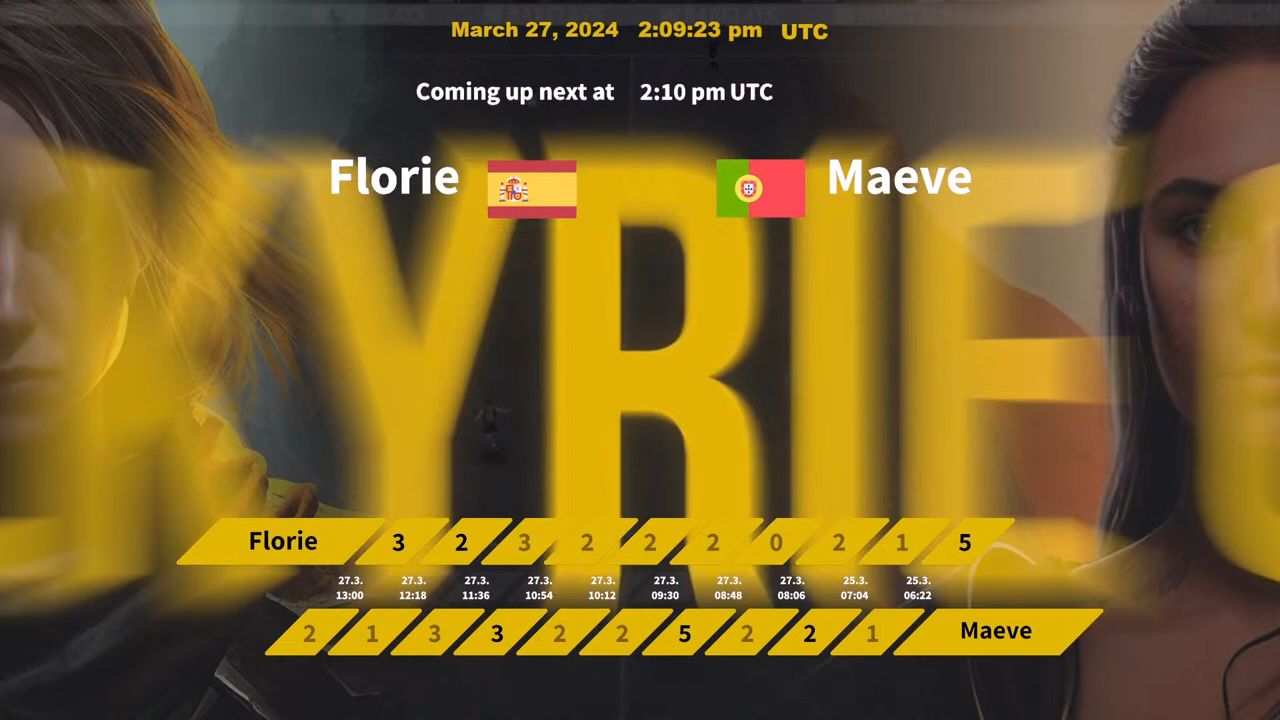 March 27, 2024 2:09:23 pm UTC
Coming up next at 2:10 pm UTC
Florie Maeve
YRIE
Florie 3 2 3 2 2 2 0 2 1 5
27.3. 27.3. 27.3. 27.3. 27.3. 27.3. 27.3. 27.3. 25.3. 25.3.
13:00 12:18 11:36 10:54 10:12 09:30 08:48 08:06 07:04 06:22
2 1 3 3 2 2 5 2 2 1 Maeve